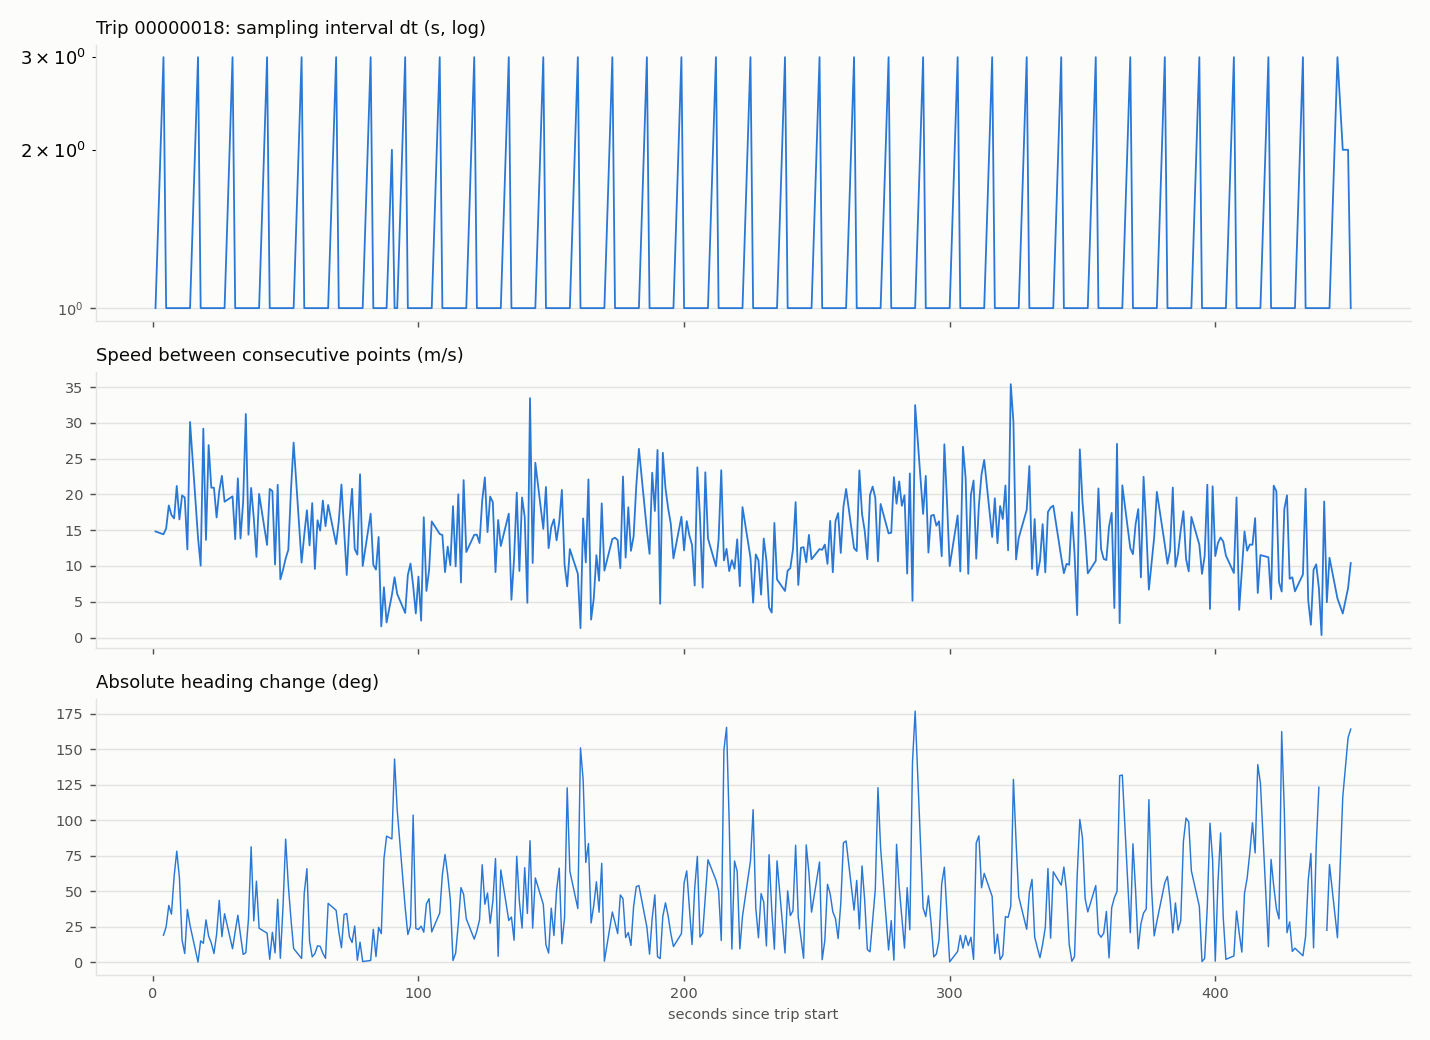 Trip 00000018: sampling interval dt (s, log)
3 × 10⁰
2 × 10⁰
10⁰
Speed between consecutive points (m/s)
35
30
25
20
15
10
5
0
Absolute heading change (deg)
175
150
125
100
75
50
25
0
0 100 200 300 400
seconds since trip start